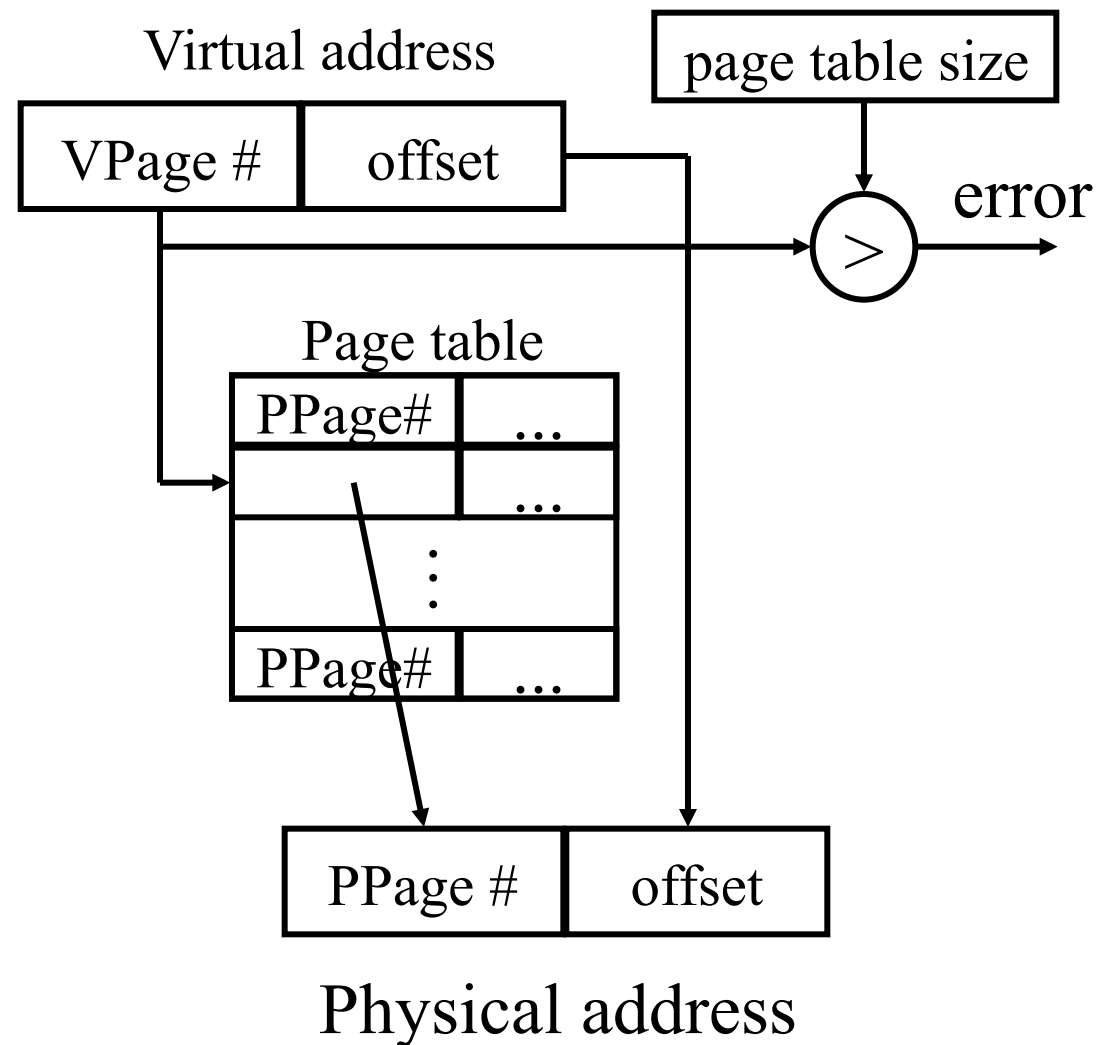 Virtual address
page table size
VPage #
offset
error
>
Page table
PPage#
...
...
⋮
PPage#
...
PPage #
offset
Physical address